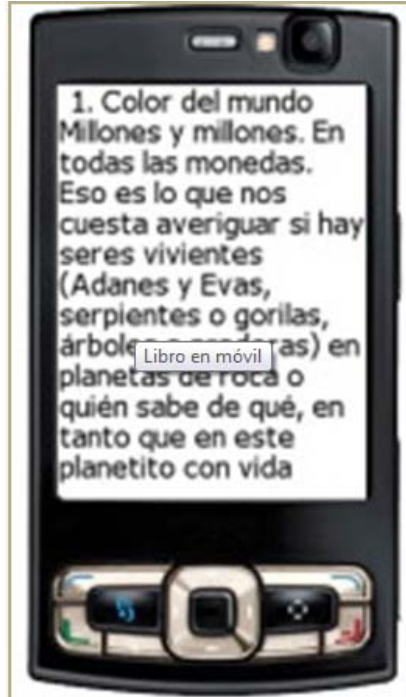 1. Color del mundo
Millones y millones. En
todas las monedas.
Eso es lo que nos
cuesta averiguar si hay
seres vivientes
(Adanes y Evas,
serpientes o gorilas,
Libro en móvil
en
planetas de roca o
quién sabe de qué, en
tanto que en este
planetito con vida